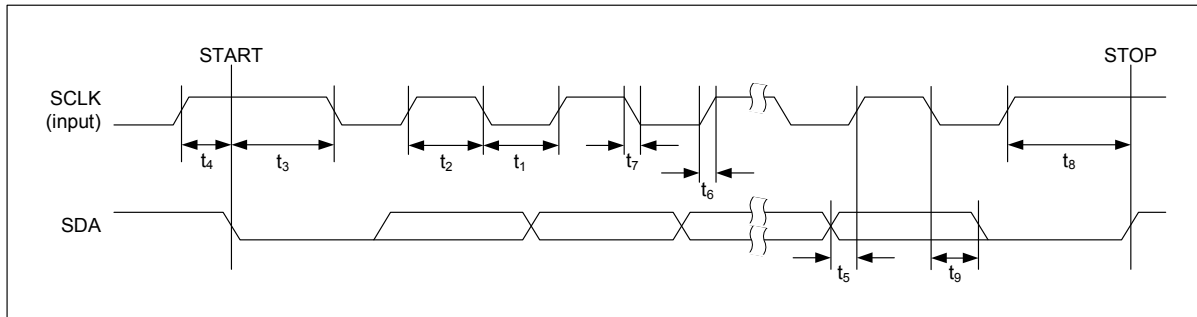 START
STOP
SCLK
(input)
t4
t3
t2
t1
t7
t6
t8
SDA
t5
t9